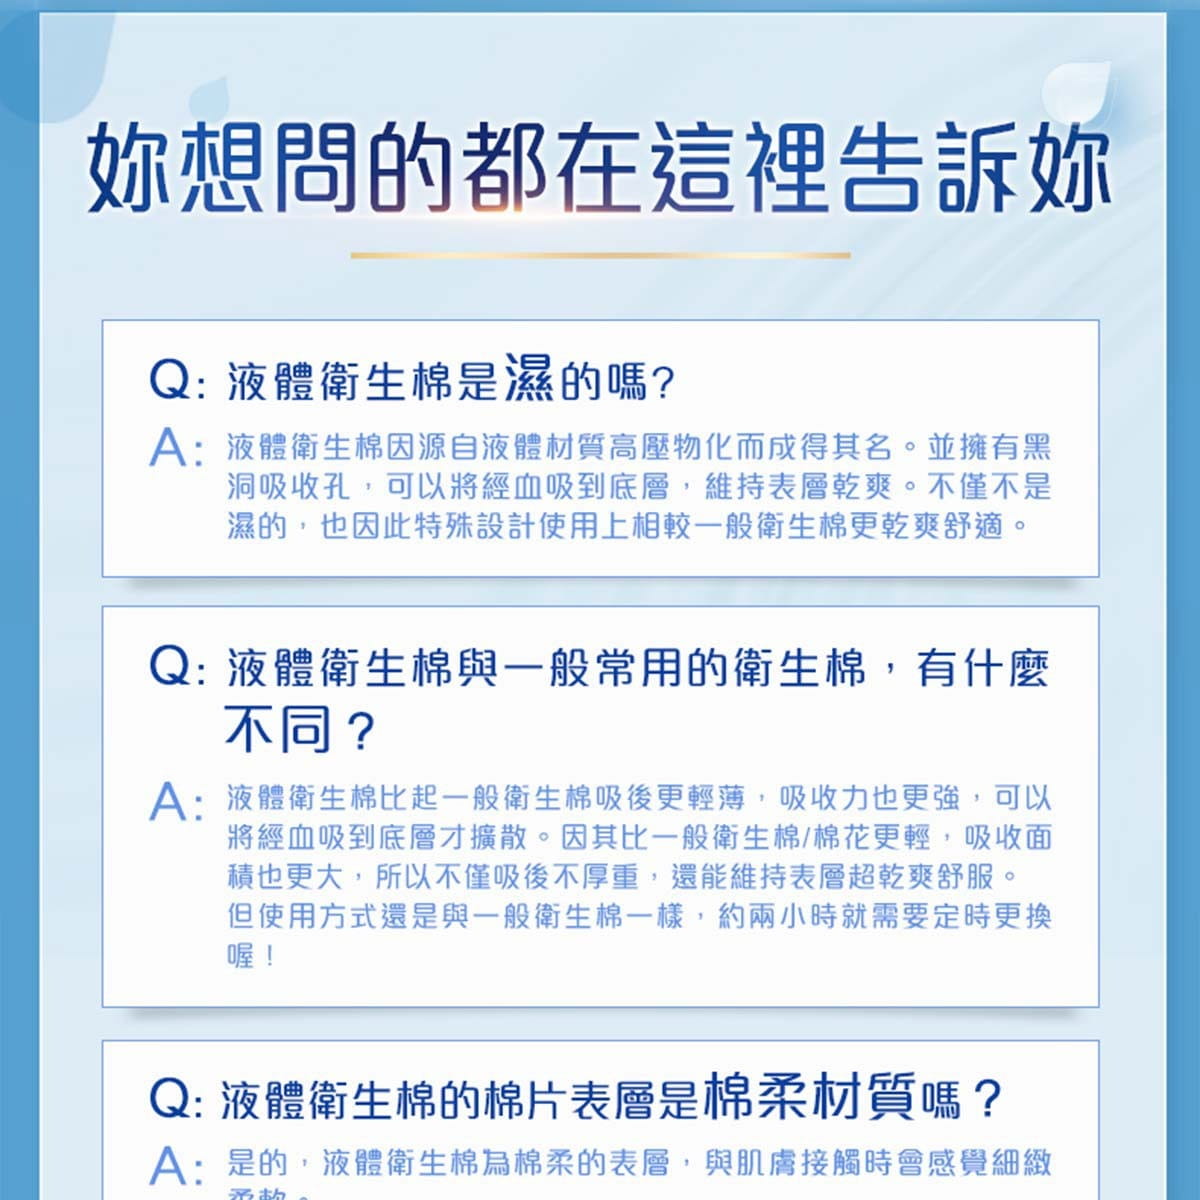 妳想問的都在這裡告訴妳
Q: 液體衛生棉是濕的嗎?
A: 液體衛生棉因源自液體材質高壓物化而成得其名。並擁有黑
洞吸收孔，可以將經血吸到底層，維持表層乾爽。不僅不是
濕的，也因此特殊設計使用上相較一般衛生棉更乾爽舒適。
Q: 液體衛生棉與一般常用的衛生棉，有什麼
不同？
A: 液體衛生棉比起一般衛生棉吸後更輕薄，吸收力也更強，可以
將經血吸到底層才擴散。因其比一般衛生棉/棉花更輕，吸收面
積也更大，所以不僅吸後不厚重，還能維持表層超乾爽舒服。
但使用方式還是與一般衛生棉一樣，約兩小時就需要定時更換
喔！
Q: 液體衛生棉的棉片表層是棉柔材質嗎？
A: 是的，液體衛生棉為棉柔的表層，與肌膚接觸時會感覺細緻
柔軟。